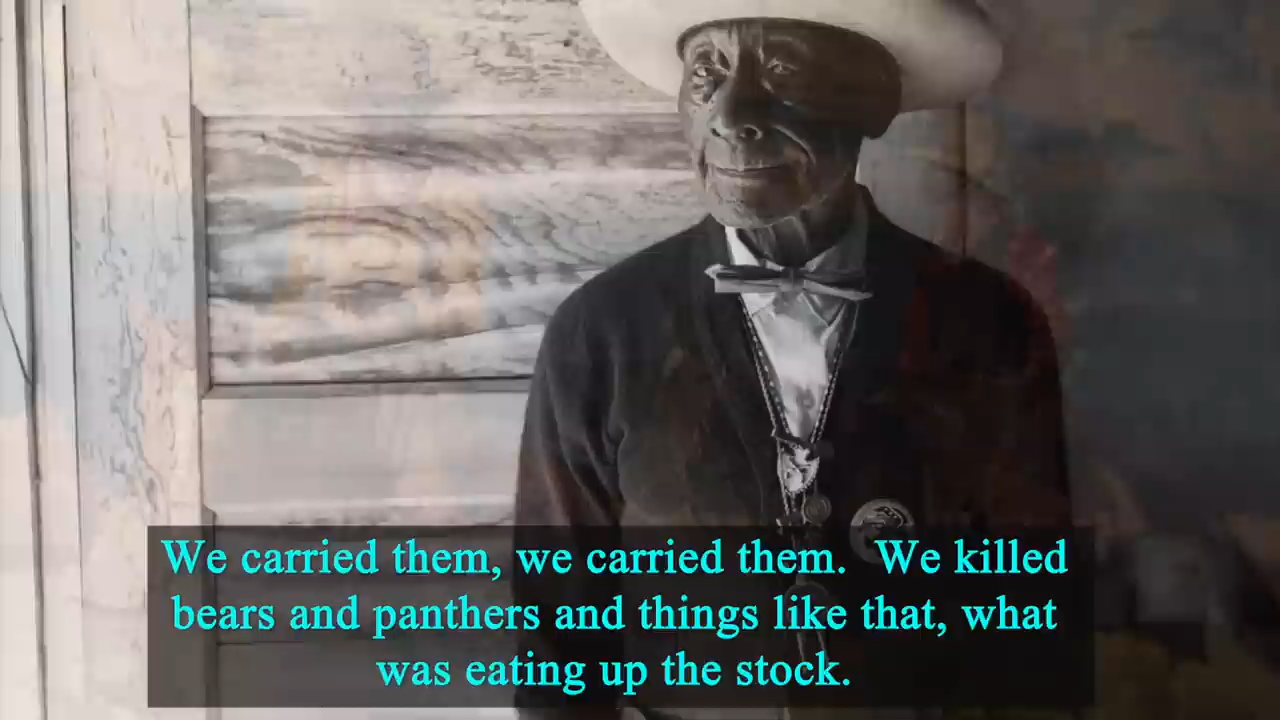 We carried them, we carried them.  We killed
bears and panthers and things like that, what
was eating up the stock.